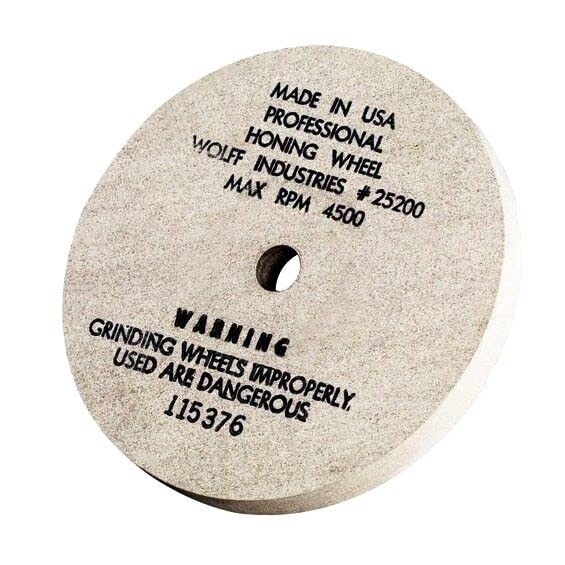 MADE IN USA
PROFESSIONAL
HONING WHEEL
WOLFF INDUSTRIES #25200
MAX RPM 4500
WARNING
GRINDING WHEELS IMPROPERLY.
USED ARE DANGEROUS
115376